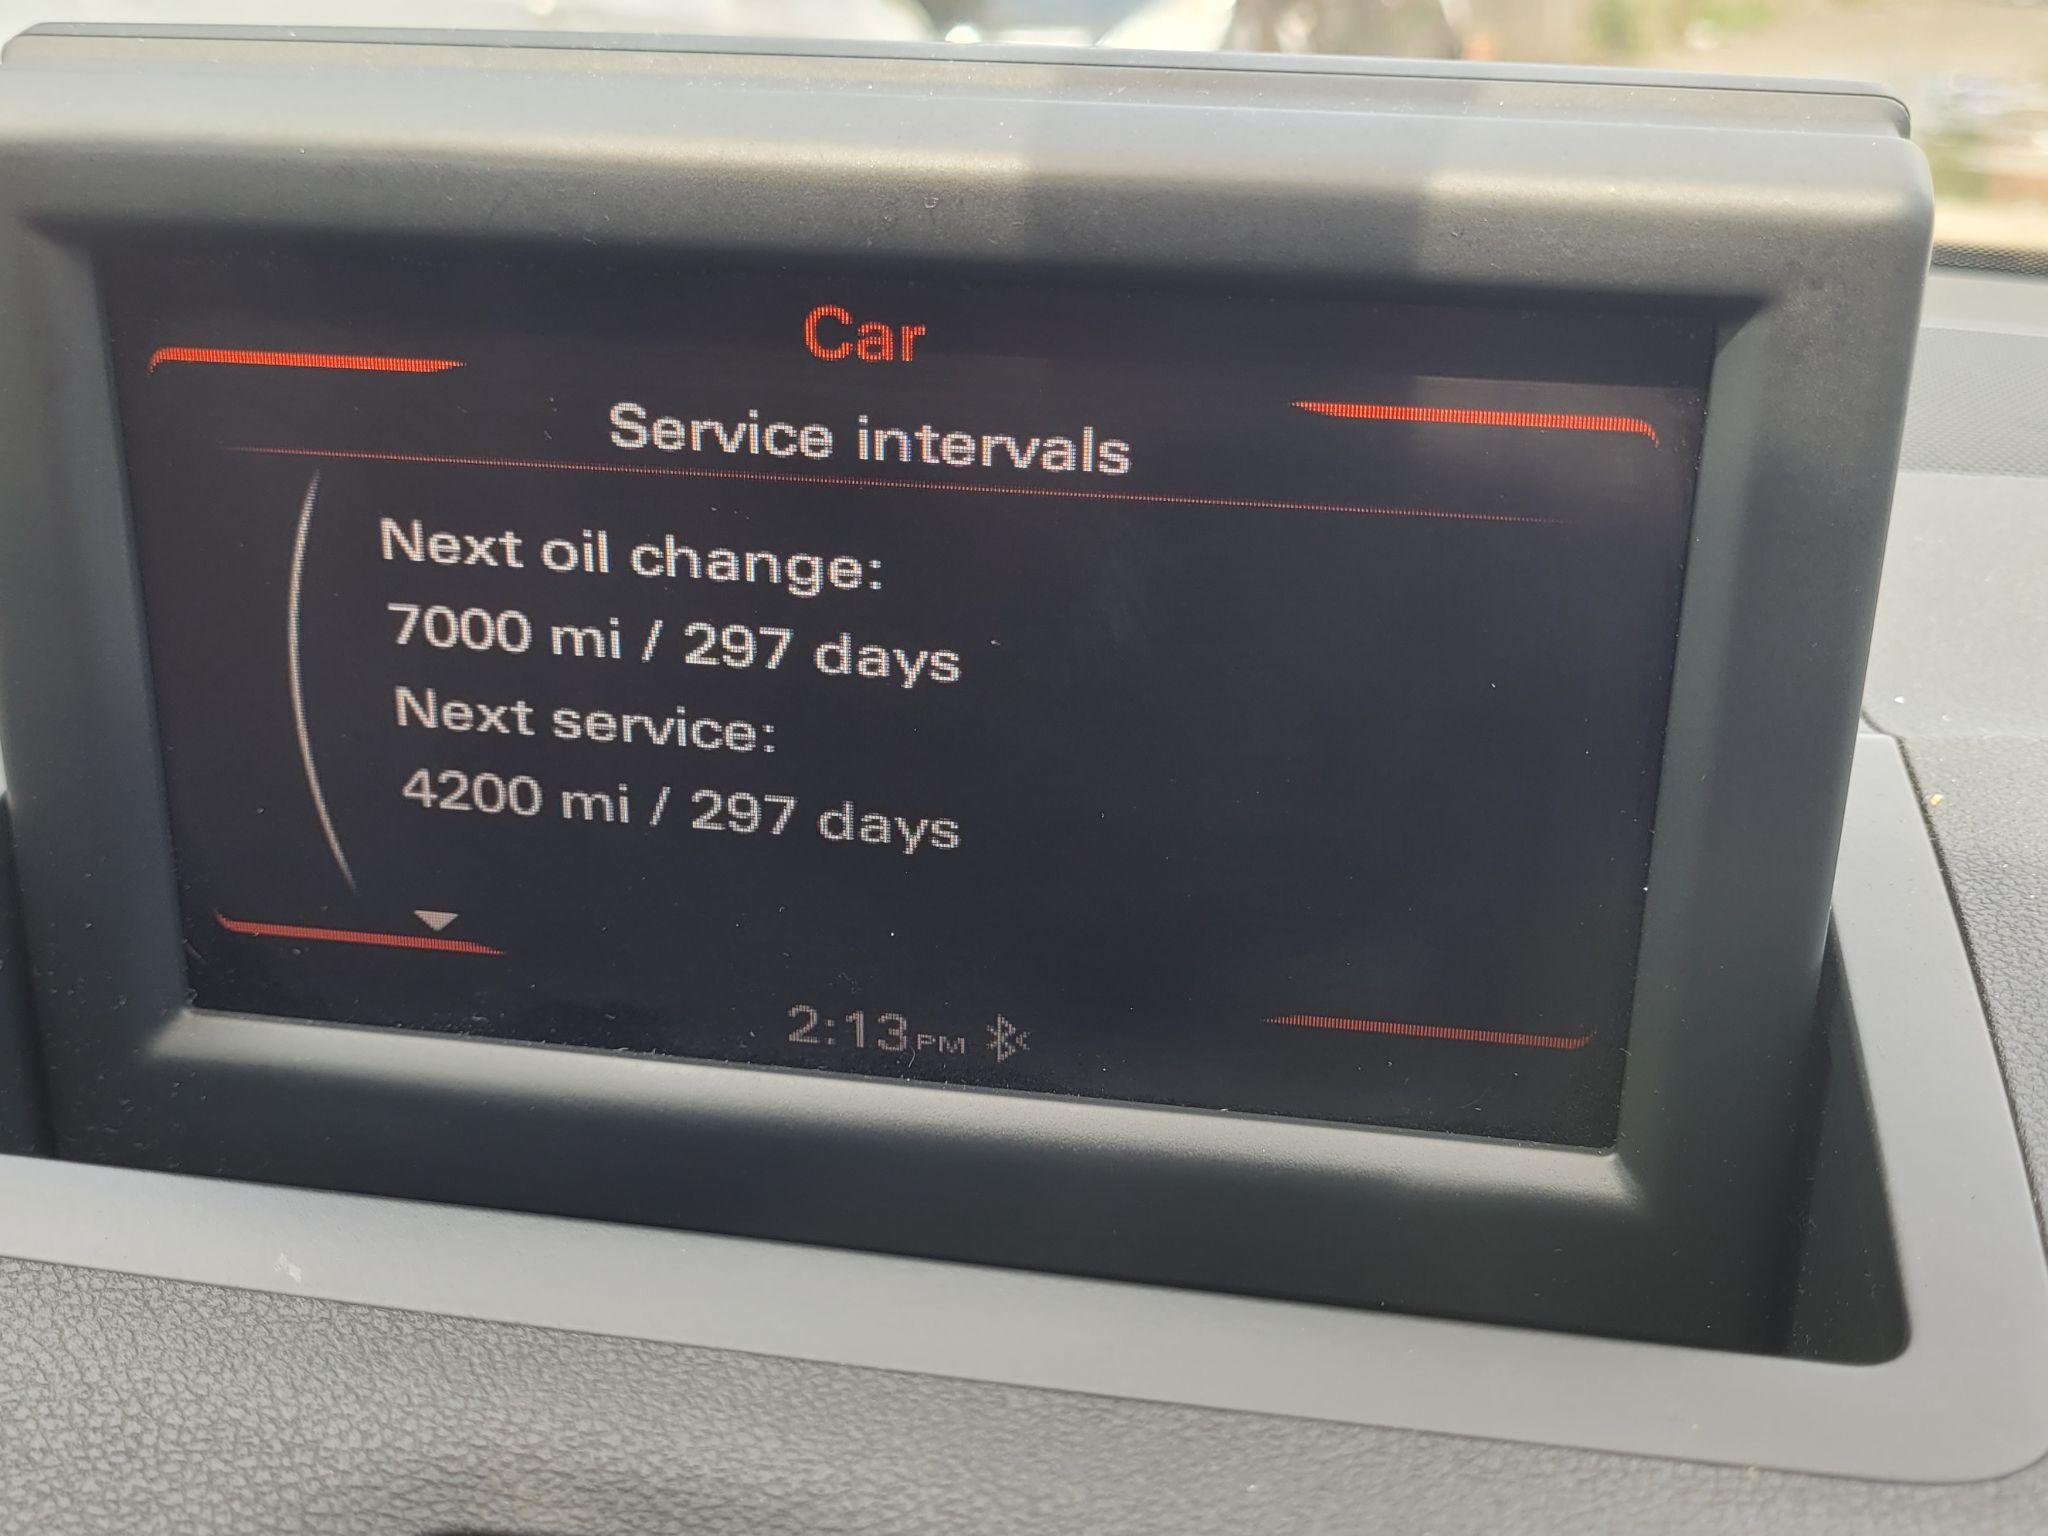 Car
Service intervals
Next oil change:
7000 mi / 297 days
Next service:
4200 mi / 297 days
2:13PM